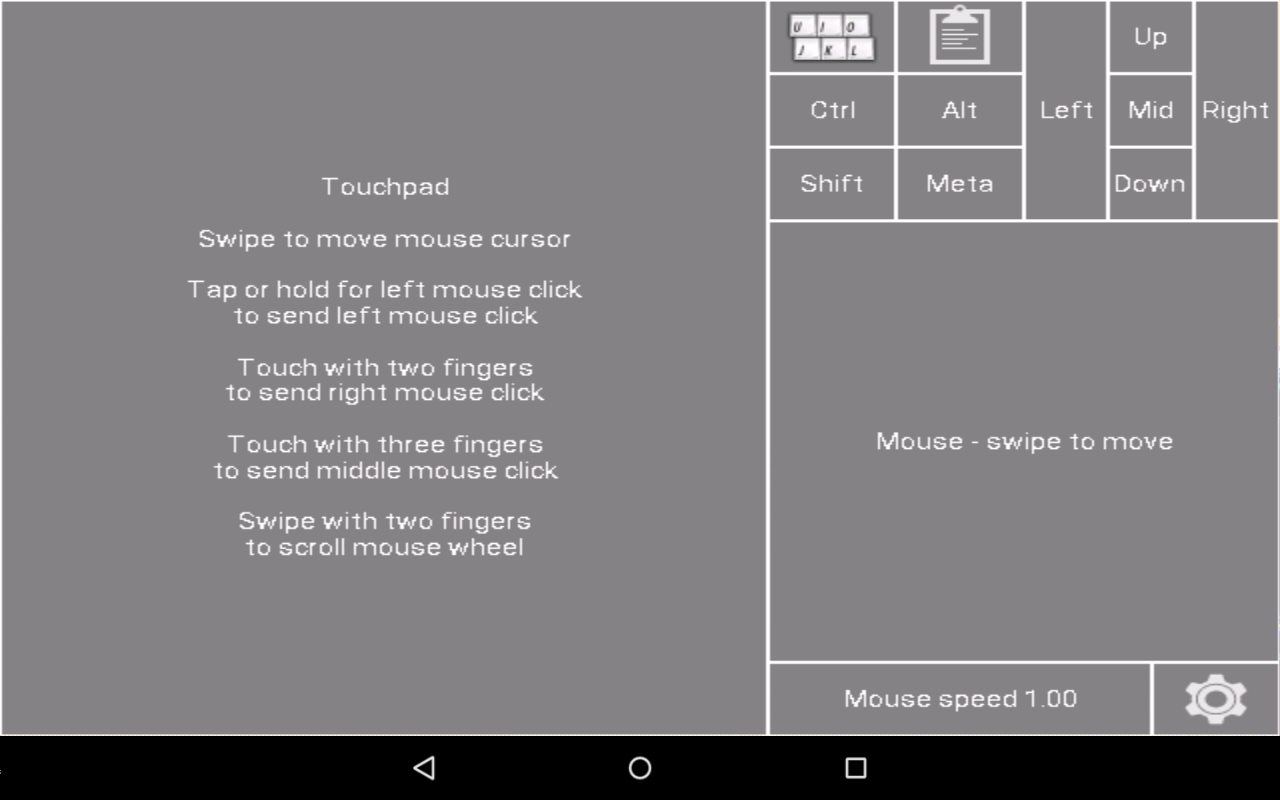 Touchpad
Swipe to move mouse cursor
Tap or hold for left mouse click
to send left mouse click
Touch with two fingers
to send right mouse click
Touch with three fingers
to send middle mouse click
Swipe with two fingers
to scroll mouse wheel
U I O
J K L
Up
Ctrl Alt Left Mid Right
Shift Meta Down
Mouse - swipe to move
Mouse speed 1.00